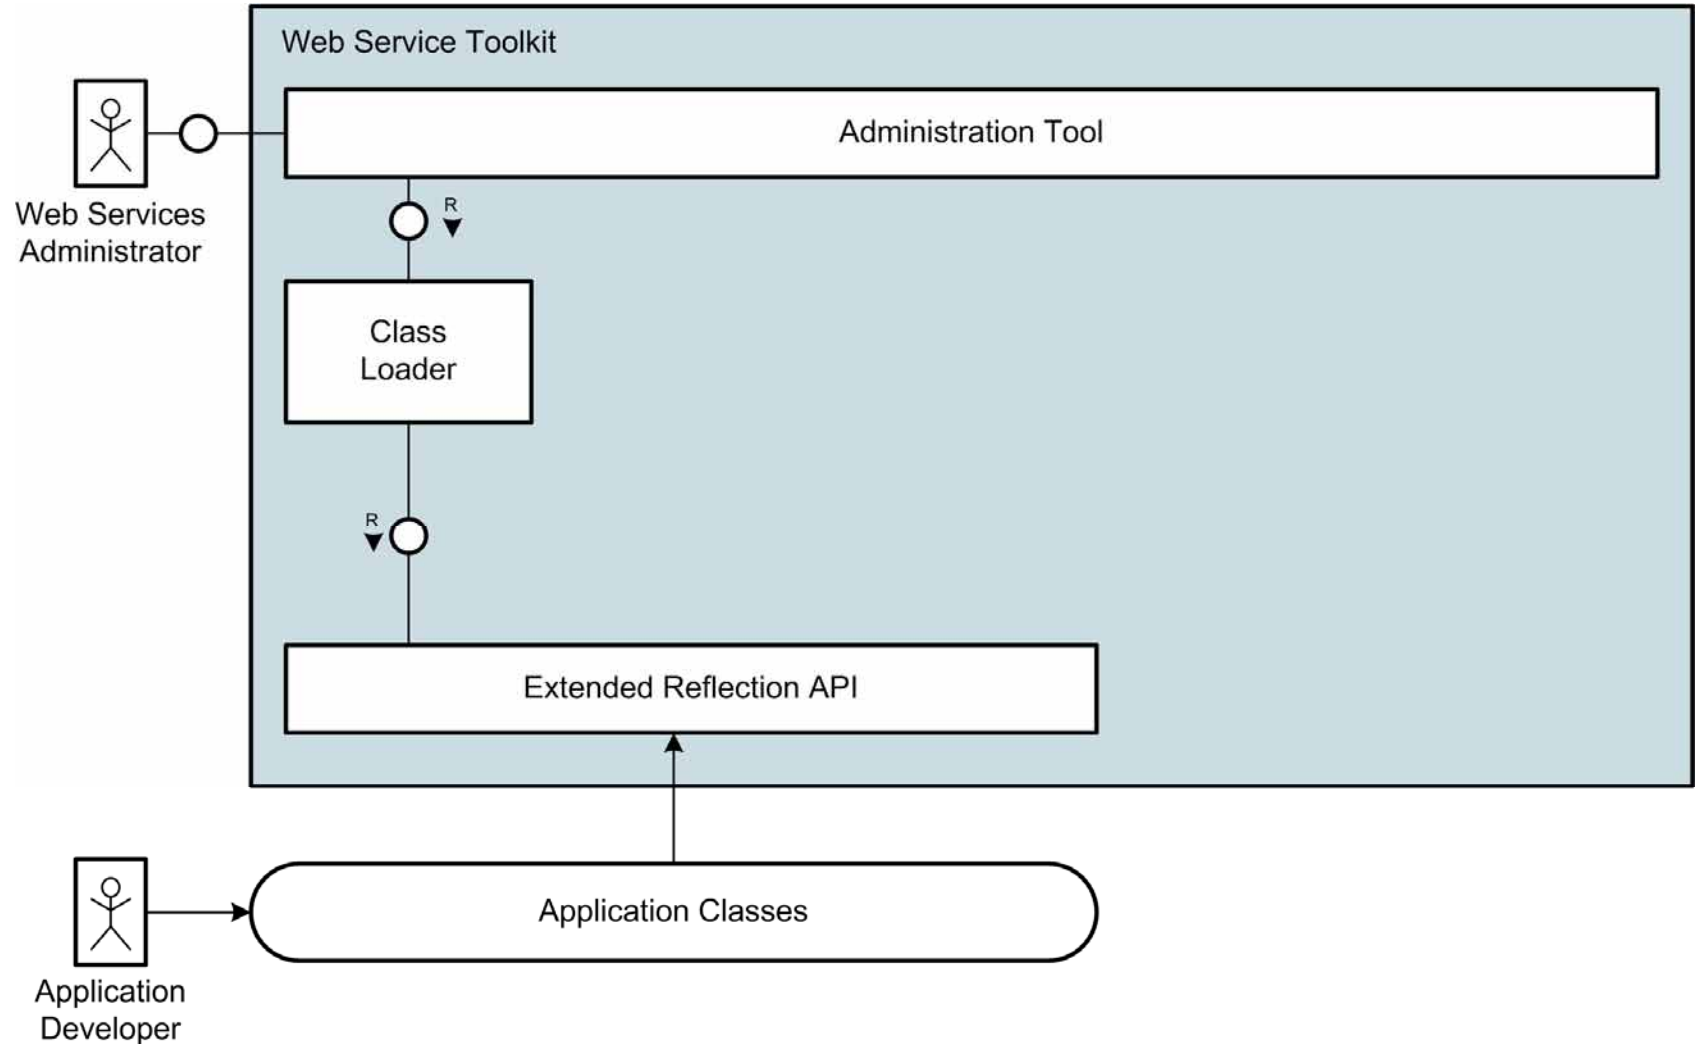 Web Service Toolkit
Administration Tool
Web Services
Administrator
R
Class
Loader
R
Extended Reflection API
Application Classes
Application
Developer